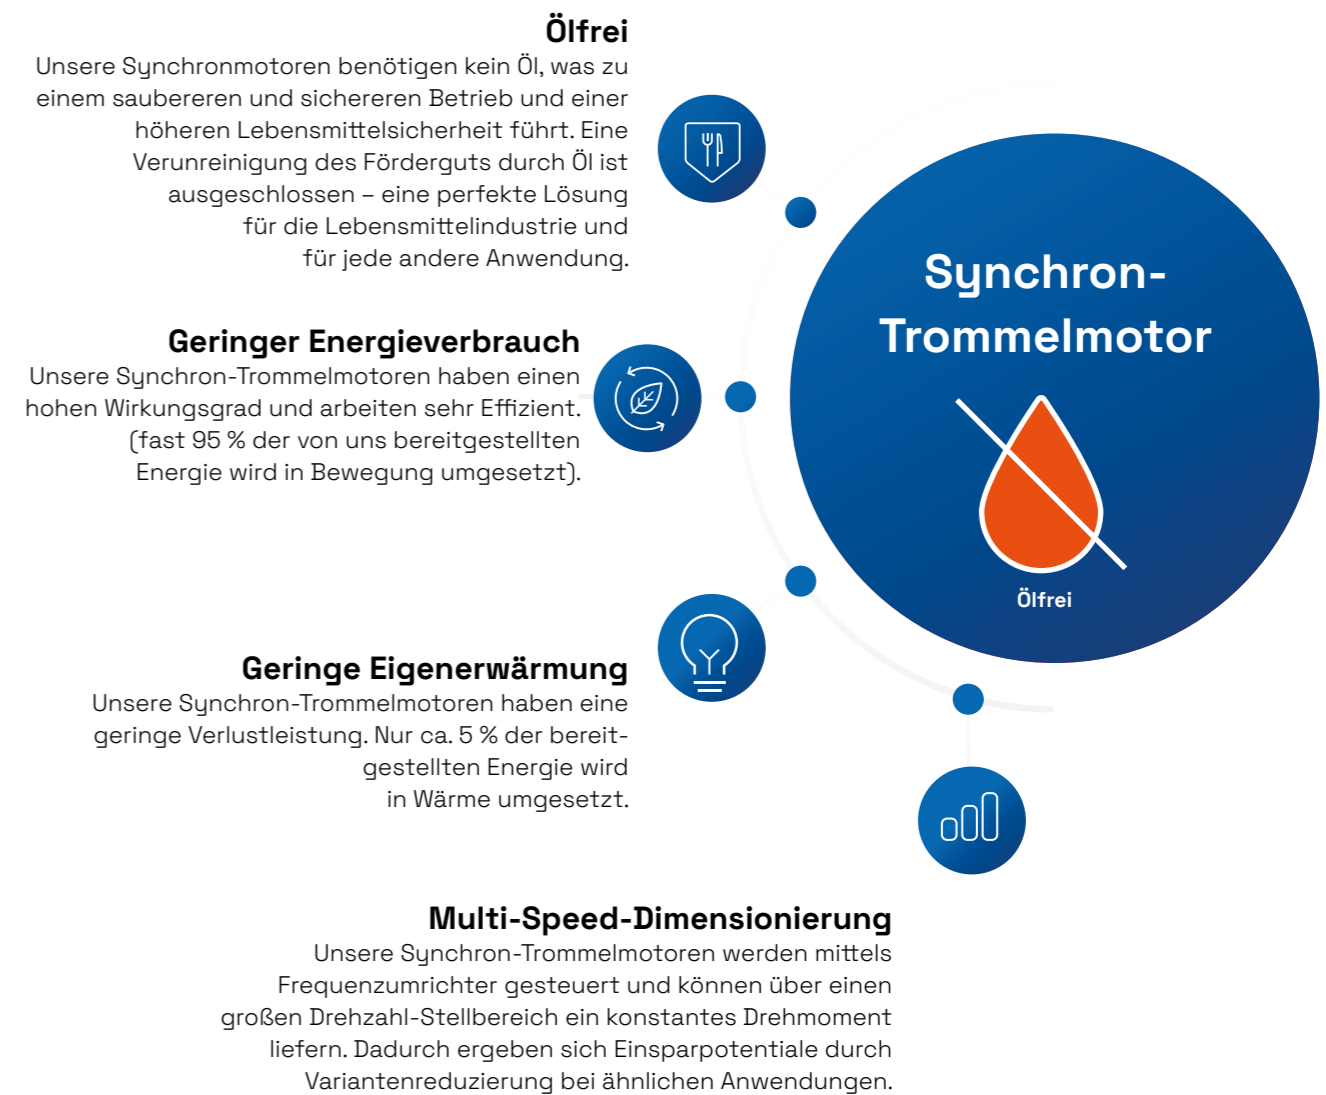 Ölfrei
Unsere Synchronmotoren benötigen kein Öl, was zu
einem saubereren und sichereren Betrieb und einer
höheren Lebensmittelsicherheit führt. Eine
Verunreinigung des Förderguts durch Öl ist
ausgeschlossen – eine perfekte Lösung
für die Lebensmittelindustrie und
für jede andere Anwendung.
Geringer Energieverbrauch
Unsere Synchron-Trommelmotoren haben einen
hohen Wirkungsgrad und arbeiten sehr Effizient.
(fast 95 % der von uns bereitgestellten
Energie wird in Bewegung umgesetzt).
Geringe Eigenerwärmung
Unsere Synchron-Trommelmotoren haben eine
geringe Verlustleistung. Nur ca. 5 % der bereit-
gestellten Energie wird
in Wärme umgesetzt.
Multi-Speed-Dimensionierung
Unsere Synchron-Trommelmotoren werden mittels
Frequenzumrichter gesteuert und können über einen
großen Drehzahl-Stellbereich ein konstantes Drehmoment
liefern. Dadurch ergeben sich Einsparpotentiale durch
Variantenreduzierung bei ähnlichen Anwendungen.
Synchron-
Trommelmotor
Ölfrei